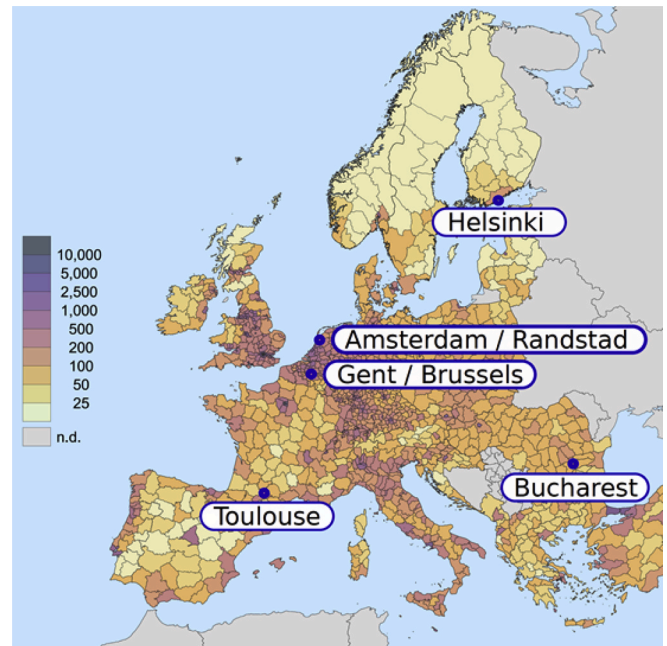 Helsinki
10,000
5,000
2,500
1,000
500
200
100
50
25
n.d.
Amsterdam / Randstad
Gent / Brussels
Bucharest
Toulouse